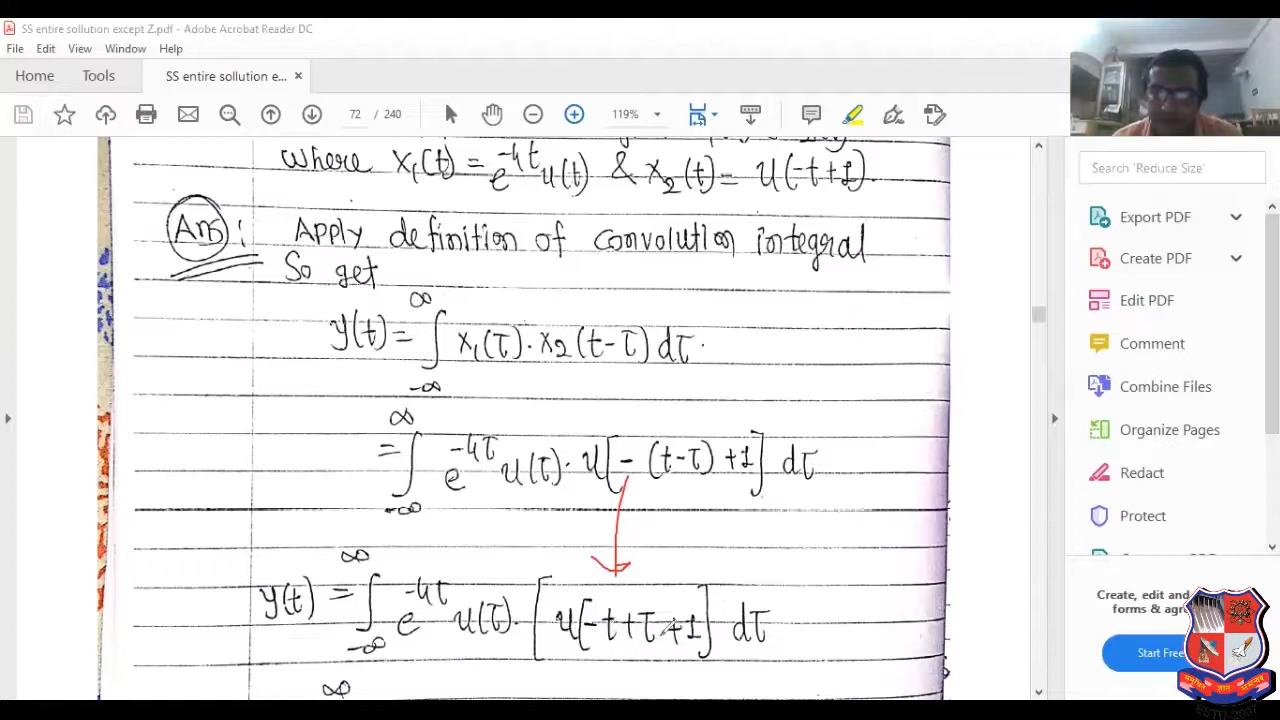 SS entire sollution except Z.pdf - Adobe Acrobat Reader DC
File Edit View Window Help
Home Tools SS entire sollution e... ×
72 / 240 119%
Search 'Reduce Size'
where x₁(t) = e^{-4t} u(t) & x₂(t) = u(-t+1).
Ans: Apply definition of convolution integral
So get
y(t) = ∫_{-∞}^{∞} x₁(τ)·x₂(t-τ) dτ.
= ∫_{-∞}^{∞} e^{-4τ} u(τ)· u[-(t-τ)+1] dτ
y(t) = ∫_{-∞}^{∞} e^{-4τ} u(τ)· [u[-t+τ+1] dτ
∞
Export PDF
Create PDF
Edit PDF
Comment
Combine Files
Organize Pages
Redact
Protect
Create, edit and
forms & agr
Start Free
ESTD-2007